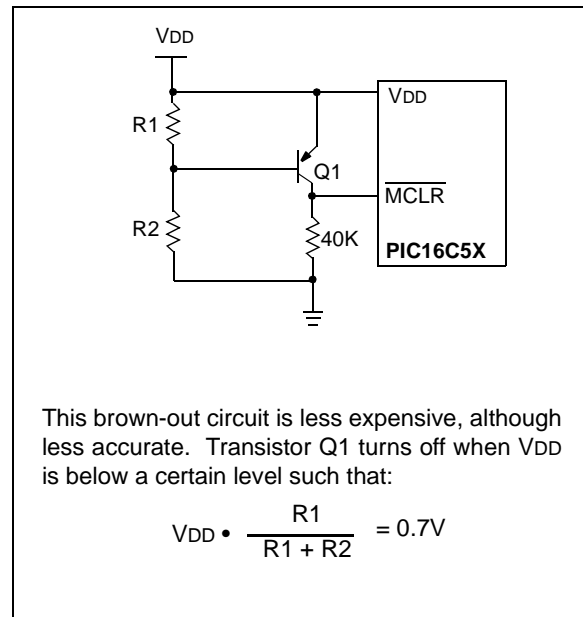 VDD
VDD
R1
Q1
MCLR
R2
40K
PIC16C5X
This brown-out circuit is less expensive, although
less accurate. Transistor Q1 turns off when VDD
is below a certain level such that:
R1
VDD • = 0.7V
R1 + R2